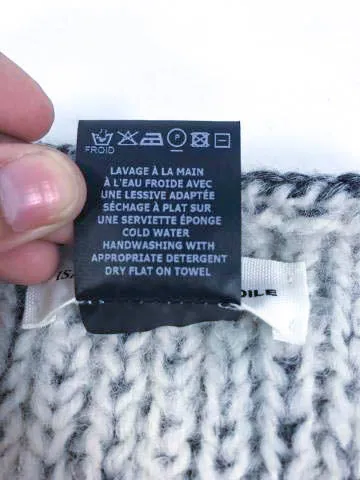 FROID
P
LAVAGE À LA MAIN
À L'EAU FROIDE AVEC
UNE LESSIVE ADAPTÉE
SÉCHAGE À PLAT SUR
UNE SERVIETTE ÉPONGE
COLD WATER
HANDWASHING WITH
APPROPRIATE DETERGENT
DRY FLAT ON TOWEL